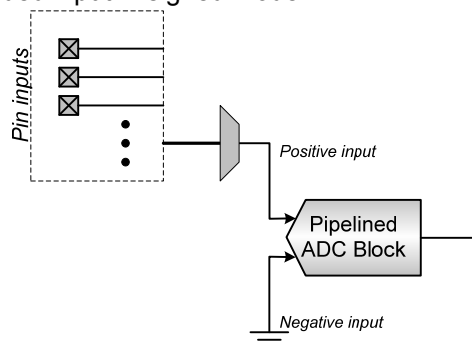 Pin inputs
Positive input
Pipelined
ADC Block
Negative input